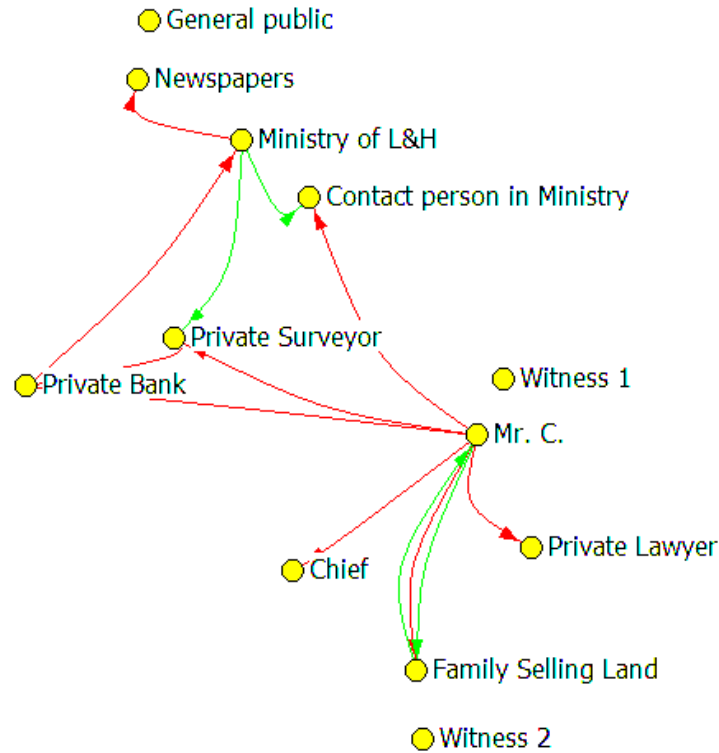 General public
Newspapers
Ministry of L&H
Contact person in Ministry
Private Surveyor
Private Bank
Witness 1
Mr. C.
Private Lawyer
Chief
Family Selling Land
Witness 2